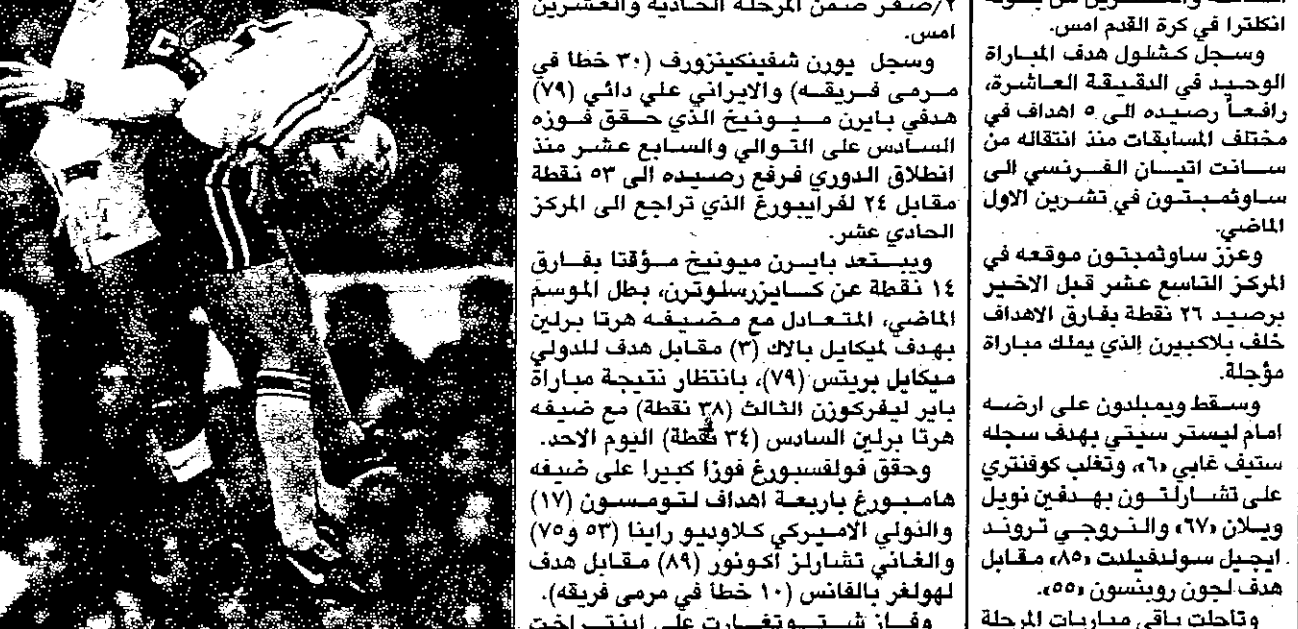 انكلترا في كرة القدم امس.
وسجل كشلول هدف المباراة
الوحيد في الدقيقة العاشرة،
رافعاً رصيده الى ٥ اهداف في
مختلف المسابقات منذ انتقاله من
سانت اتيان الفرنسي الى
ساوثمبتون في تشرين الاول
الماضي.
وعزز ساوثمبتون موقعه في
المركز التاسع عشر قبل الاخير
برصيد ٢٦ نقطة بفارق الاهداف
خلف بلاكبيرن الذي يملك مباراة
مؤجلة.
وسقط ويمبلدون على ارضه
امام ليستر سيتي بهدف سجله
ستيف غابي «٦»، وتغلب كوفنتري
على تشارلتون بهدفين نويل
ويلان «٦٧» والنروجي تروند
ايجيل سولدفيلدت «٨٥» مقابل
هدف لجون روبنسون «٥٥».
وتأجلت باقي مباريات المرحلة
٢/صفر ضمن المرحلة الحادية والعشرين
امس.
وسجل يورن شفينكينزورف (٣٠ خطأ في
مرمى فريقه) والايراني علي دائي (٧٩)
هدفي بايرن ميونيخ الذي حقق فوزه
السادس على التوالي والسابع عشر منذ
انطلاق الدوري فرفع رصيده الى ٥٣ نقطة
مقابل ٢٤ لفرايبورغ الذي تراجع الى المركز
الحادي عشر.
ويبتعد بايرن ميونيخ مؤقتا بفارق
١٤ نقطة عن كايزرسلوترن، بطل الموسم
الماضي، المتعادل مع مضيفه هرتا برلين
بهدف لميكايل بالاك (٣) مقابل هدف للدولي
ميكايل بريتس (٧٩)، بانتظار نتيجة مباراة
باير ليفركوزن الثالث (٣٨ نقطة) مع ضيفه
هرتا برلين السادس (٣٤ نقطة) اليوم الاحد.
وحقق فولفسبورغ فوزا كبيرا على ضيفه
هامبورغ باربعة اهداف لتومسون (١٧)
والدولي الاميركي كلاوديو راينا (٥٣ و٧٥)
والغاني تشارلز أكونور (٨٩) مقابل هدف
لهولغر بالفانس (١٠ خطأ في مرمى فريقه).
وفاز شتوتغارت على اينتراخت